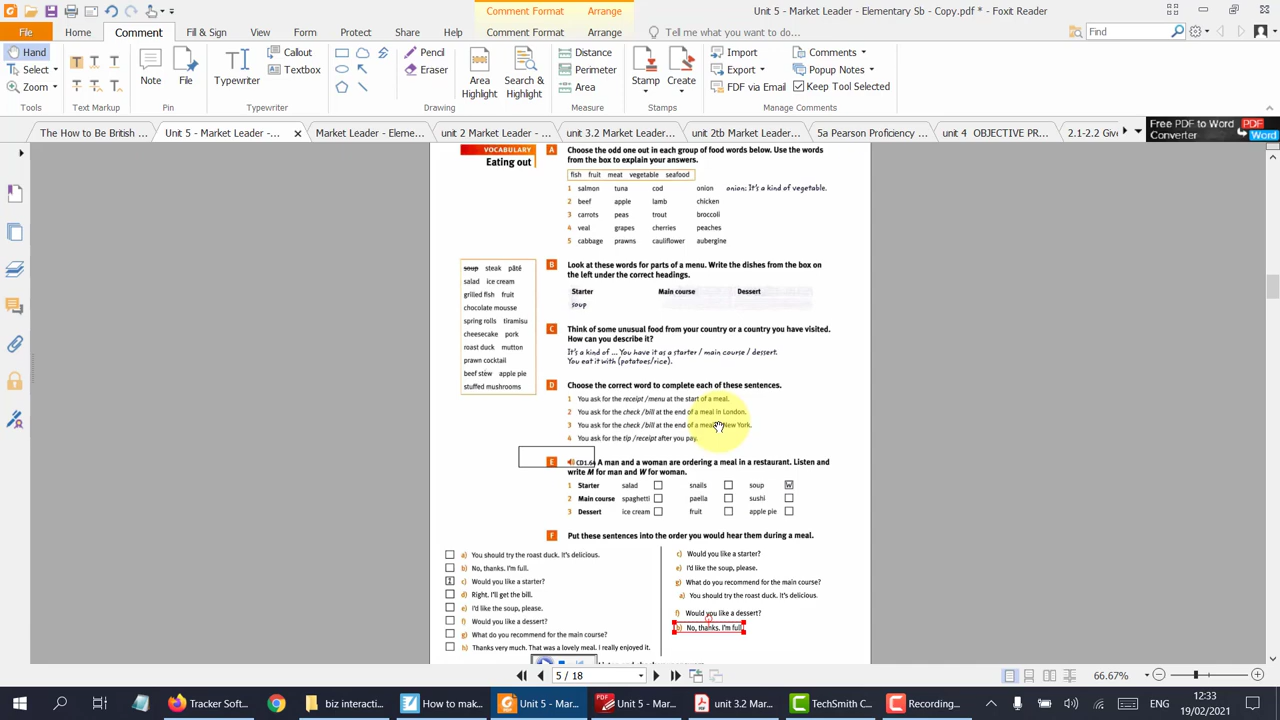 Comment Format Arrange
Unit 5 - Market Leader - Elementary Sb - Copy.pdf * - Foxit Reader
File Home Comment Fill & Sign View Form Protect Share Help Comment Format Arrange Tell me what you want to do... Find
Hand
Select
Zoom
Tools
Text Markup
Note
File
Pin
Typewriter
Callout
Textbox
Typewriter
Pencil
Eraser
Drawing
Area Highlight
Search & Highlight
Distance
Perimeter
Area
Measure
Stamp
Create
Stamps
Import
Export
FDF via Email
Comments
Popup Notes
Keep Tool Selected
Manage Comments
The How to be British ... Unit 5 - Market Leader -... Market Leader - Eleme... unit 2 Market Leader -... unit 3.2 Market Leader... unit 2b Market Leader... 5a Pearson Proficiency... unit 8 OBJECTIVE PRO... 2.1-2.2 Out
Free PDF to Word Converter PDF Word
VOCABULARY
Eating out
A Choose the odd one out in each group of food words below. Use the words
from the box to explain your answers.
fish fruit meat vegetable seafood
1 salmon tuna cod onion onion: It's a kind of vegetable.
2 beef apple lamb chicken
3 carrots peas trout broccoli
4 veal grapes cherries peaches
5 cabbage prawns cauliflower aubergine
B Look at these words for parts of a menu. Write the dishes from the box on
the left under the correct headings.
Starter Main course Dessert
soup
soup steak pâté
salad ice cream
grilled fish fruit
chocolate mousse
spring rolls tiramisu
cheesecake pork
roast duck mutton
prawn cocktail
beef stew apple pie
stuffed mushrooms
C Think of some unusual food from your country or a country you have visited.
How can you describe it?
It's a kind of ... You have it as a starter / main course / dessert.
You eat it with (potatoes/rice).
D Choose the correct word to complete each of these sentences.
1 You ask for the receipt /menu at the start of a meal.
2 You ask for the check /bill at the end of a meal in London.
3 You ask for the check /bill at the end of a meal New York.
4 You ask for the tip /receipt after you pay.
E A man and a woman are ordering a meal in a restaurant. Listen and
write M for man and W for woman.
1 Starter salad snails soup W
2 Main course spaghetti paella sushi
3 Dessert ice cream fruit apple pie
F Put these sentences into the order you would hear them during a meal.
a) You should try the roast duck. It's delicious.
b) No, thanks. I'm full.
c) Would you like a starter?
d) Right. I'll get the bill.
e) I'd like the soup, please.
f) Would you like a dessert?
g) What do you recommend for the main course?
h) Thanks very much. That was a lovely meal. I really enjoyed it.
c) Would you like a starter?
e) I'd like the soup, please.
g) What do you recommend for the main course?
a) You should try the roast duck. It's delicious.
f) Would you like a dessert?
b) No, thanks. I'm full.
5 / 18
66.67%
Tixer Sofia biz interacti... How to mak... Unit 5 - Mar... Unit 5 - Mar... 3.2 Market L... TechSmith C... Recording...
12:33
19/02/2021